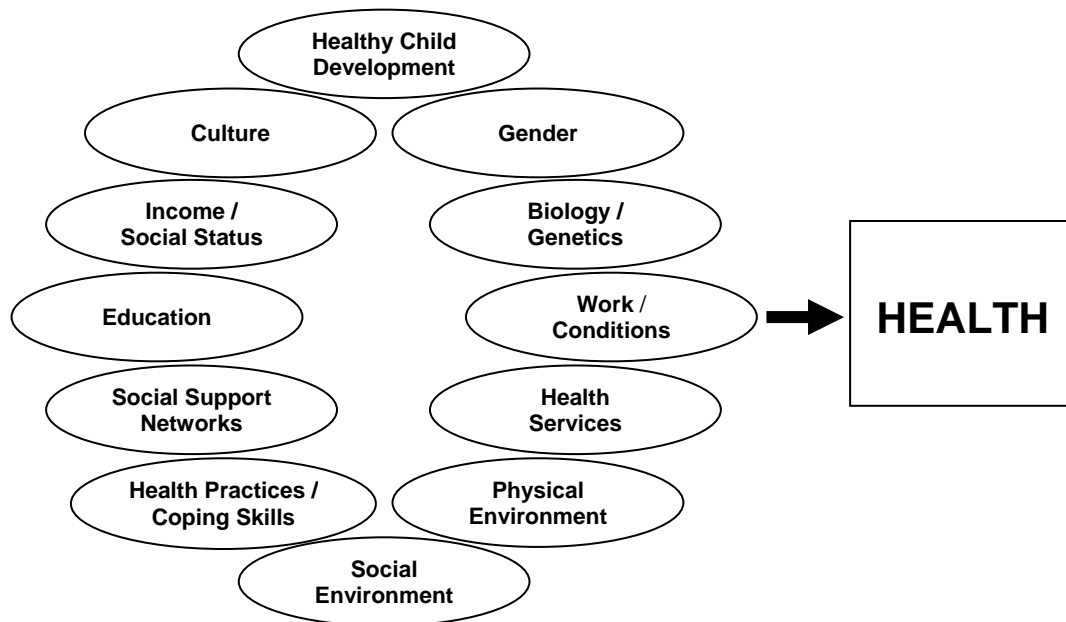 Healthy Child
Development
Culture
Gender
Income /
Social Status
Biology /
Genetics
Education
Work /
Conditions
HEALTH
Social Support
Networks
Health
Services
Health Practices /
Coping Skills
Physical
Environment
Social
Environment